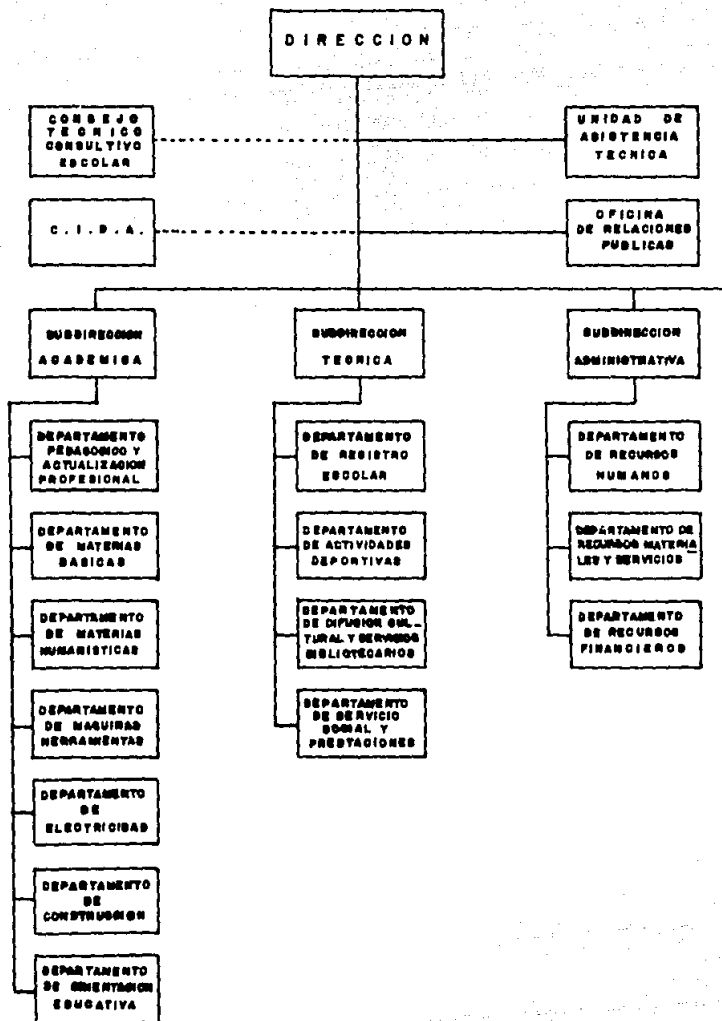 DIRECCION
CONSEJO
TECNICO
CONSULTIVO
ESCOLAR
UNIDAD DE
ASISTENCIA
TECNICA
OFICINA
DE RELACIONES
PUBLICAS
SUBDIRECCION
ACADEMICA
SUBDIRECCION
TECNICA
SUBDIRECCION
ADMINISTRATIVA
DEPARTAMENTO
PEDAGOGICO Y
ACTUALIZACION
PROFESIONAL
DEPARTAMENTO
DE MATERIAS
BASICAS
DEPARTAMENTO
DE MATERIAS
HUMANISTICAS
DEPARTAMENTO
DE MAQUINAS
HERRAMIENTAS
DEPARTAMENTO
DE
ELECTRICIDAD
DEPARTAMENTO
DE
CONSTRUCCION
DEPARTAMENTO
DE ORIENTACION
EDUCATIVA
DEPARTAMENTO
DE REGISTRO
ESCOLAR
DEPARTAMENTO
DE ACTIVIDADES
DEPORTIVAS
DEPARTAMENTO
DE DIFUSION CUL_
TURAL Y SERVICIOS
BIBLIOTECARIOS
DEPARTAMENTO
DE SERVICIO
SOCIAL Y
PRESTACIONES
DEPARTAMENTO
DE RECURSOS
HUMANOS
DEPARTAMENTO DE
RECURSOS MATERIA
LES Y SERVICIOS
DEPARTAMENTO
DE RECURSOS
FINANCIEROS